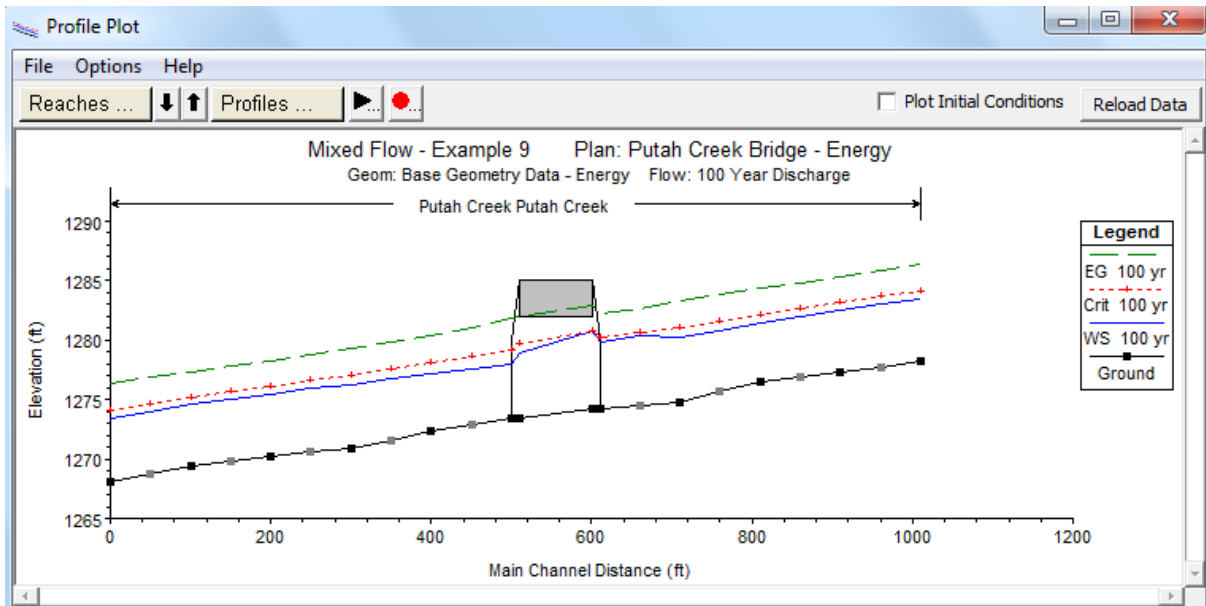 Profile Plot
File Options Help
Reaches ... Profiles ... ... ... Plot Initial Conditions Reload Data
Mixed Flow - Example 9 Plan: Putah Creek Bridge - Energy
Geom: Base Geometry Data - Energy Flow: 100 Year Discharge
Putah Creek Putah Creek
1290
1285
1280
1275
1270
1265
Elevation (ft)
0 200 400 600 800 1000 1200
Main Channel Distance (ft)
Legend
EG 100 yr
Crit 100 yr
WS 100 yr
Ground